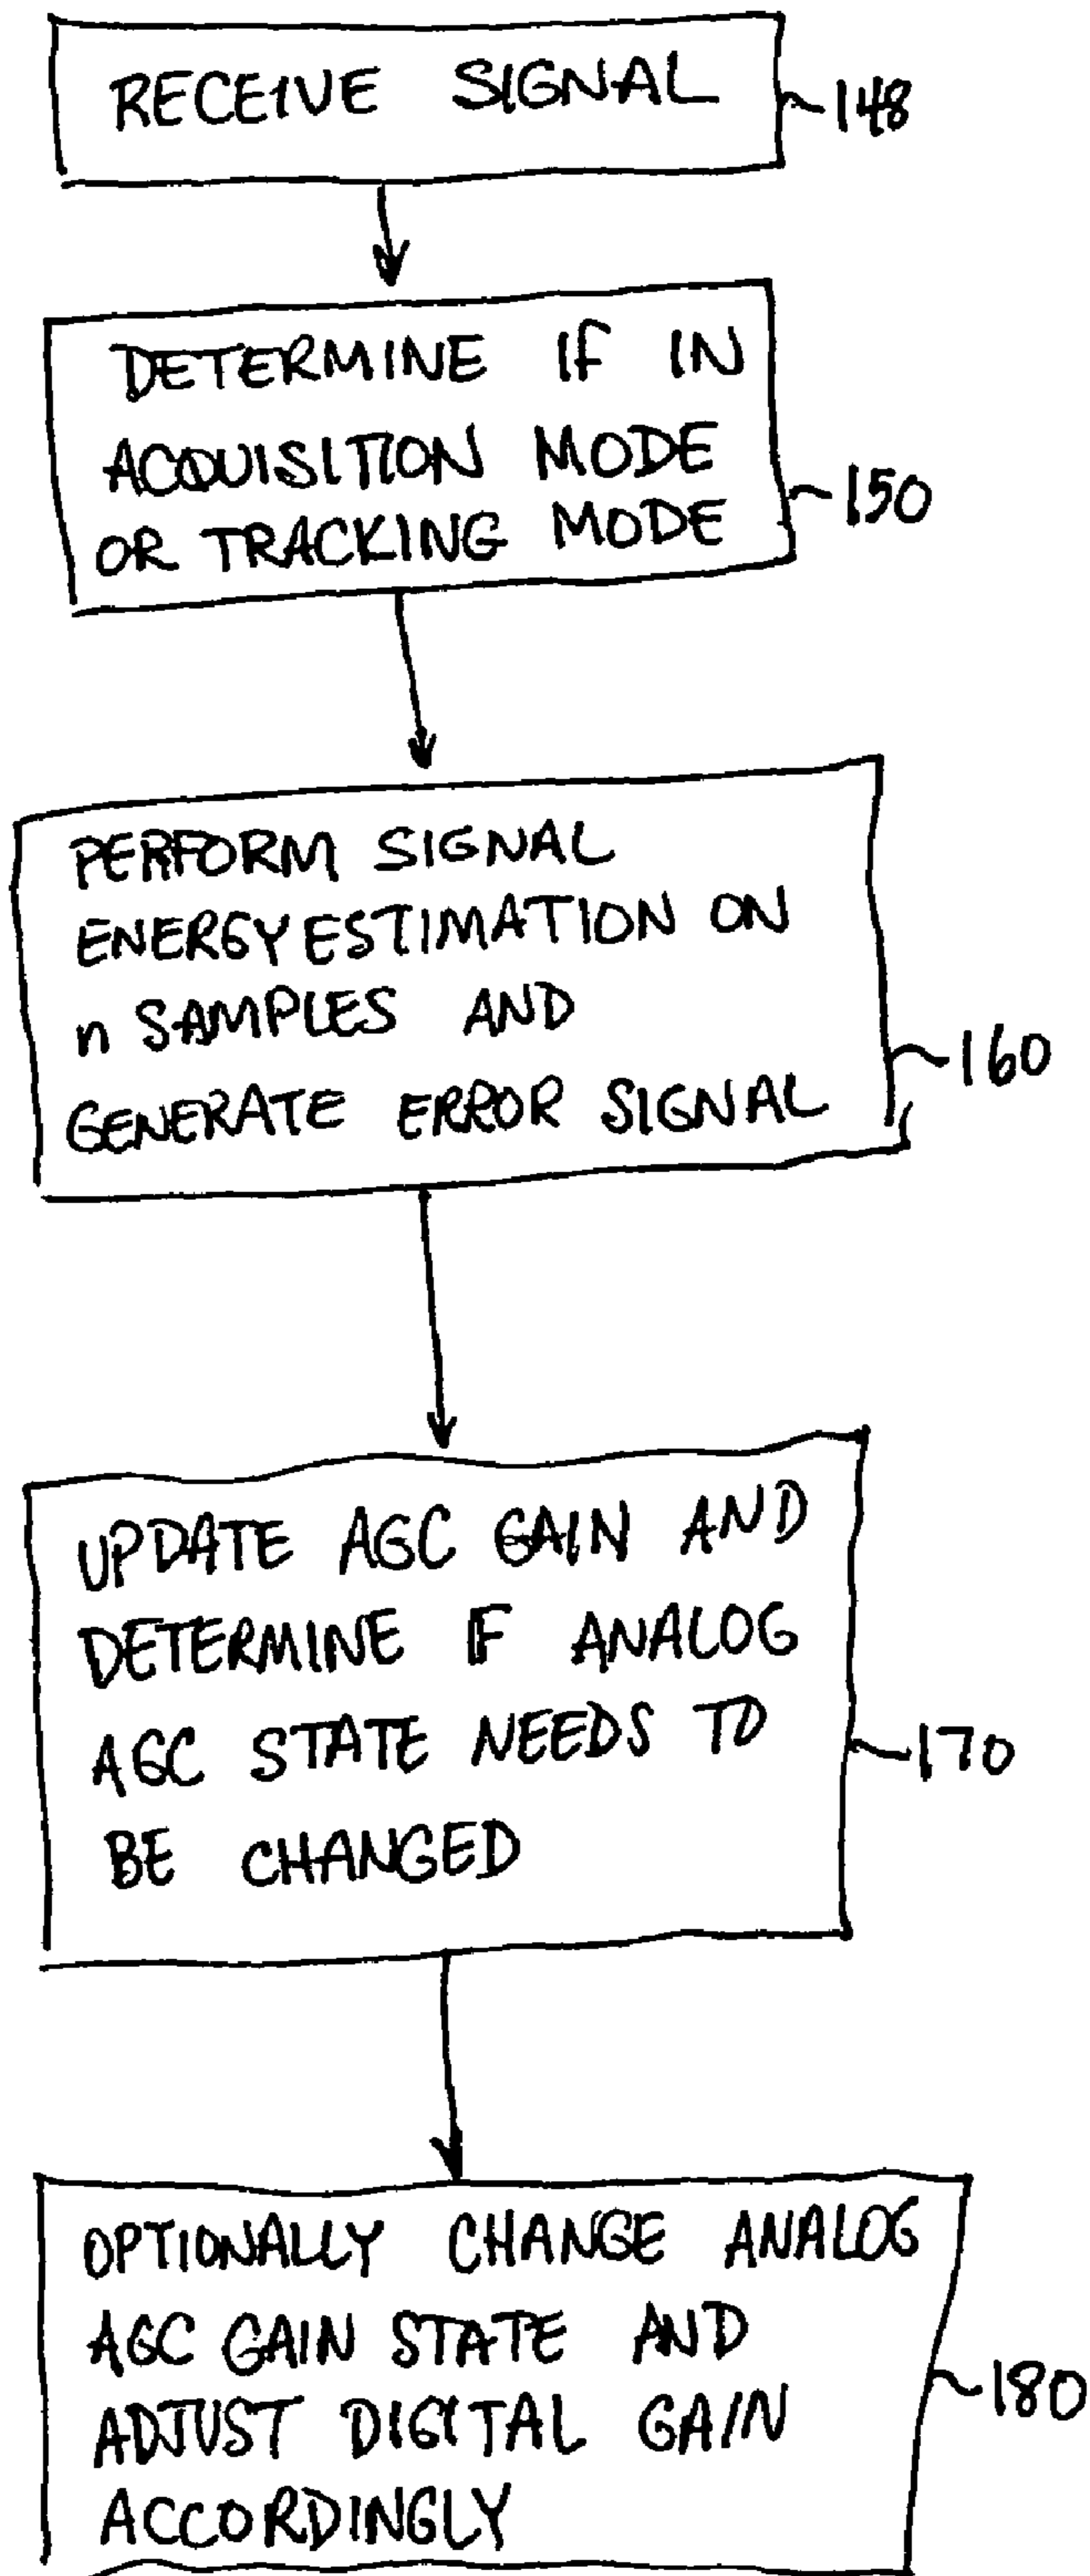 RECEIVE SIGNAL
148
DETERMINE IF IN
ACQUISITION MODE
OR TRACKING MODE
150
PERFORM SIGNAL
ENERGY ESTIMATION ON
n SAMPLES AND
GENERATE ERROR SIGNAL
160
UPDATE AGC GAIN AND
DETERMINE IF ANALOG
AGC STATE NEEDS TO
BE CHANGED
170
OPTIONALLY CHANGE ANALOG
AGC GAIN STATE AND
ADJUST DIGITAL GAIN
ACCORDINGLY
180